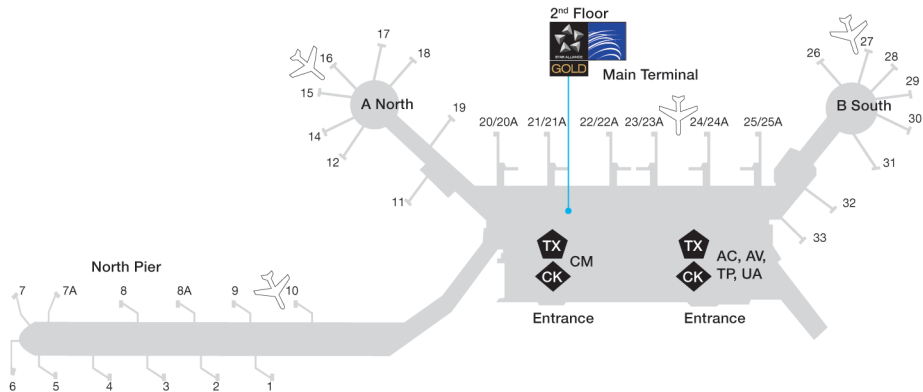 2nd Floor
STAR ALLIANCE
GOLD
Main Terminal
17
16
18
15
A North
14
12
19
11
20/20A
21/21A
22/22A
23/23A
24/24A
25/25A
26
27
28
29
B South
30
31
32
33
TX
CK
CM
TX
CK
AC, AV,
TP, UA
Entrance
Entrance
North Pier
7
7A
8
8A
9
10
6
5
4
3
2
1